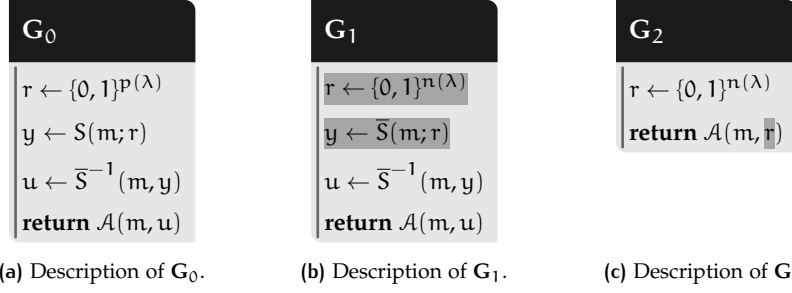 G₀
r ← {0, 1}^{p(λ)}
y ← S(m; r)
u ← S̅⁻¹(m, y)
return 𝒜(m, u)
(a) Description of G₀.
G₁
r ← {0, 1}^{n(λ)}
y ← S̅(m; r)
u ← S̅⁻¹(m, y)
return 𝒜(m, u)
(b) Description of G₁.
G₂
r ← {0, 1}^{n(λ)}
return 𝒜(m, r)
(c) Description of G